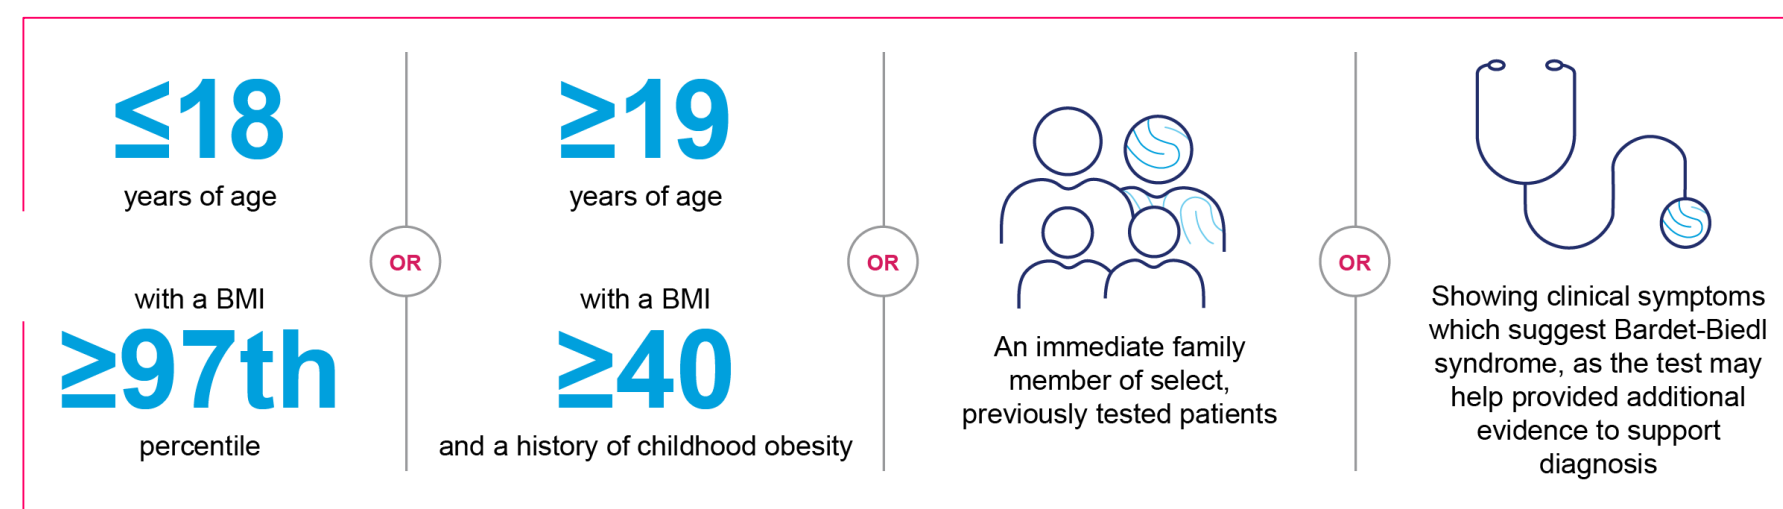 ≤18
years of age
with a BMI
≥97th
percentile
OR
≥19
years of age
with a BMI
≥40
and a history of childhood obesity
OR
An immediate family
member of select,
previously tested patients
OR
Showing clinical symptoms
which suggest Bardet-Biedl
syndrome, as the test may
help provided additional
evidence to support
diagnosis